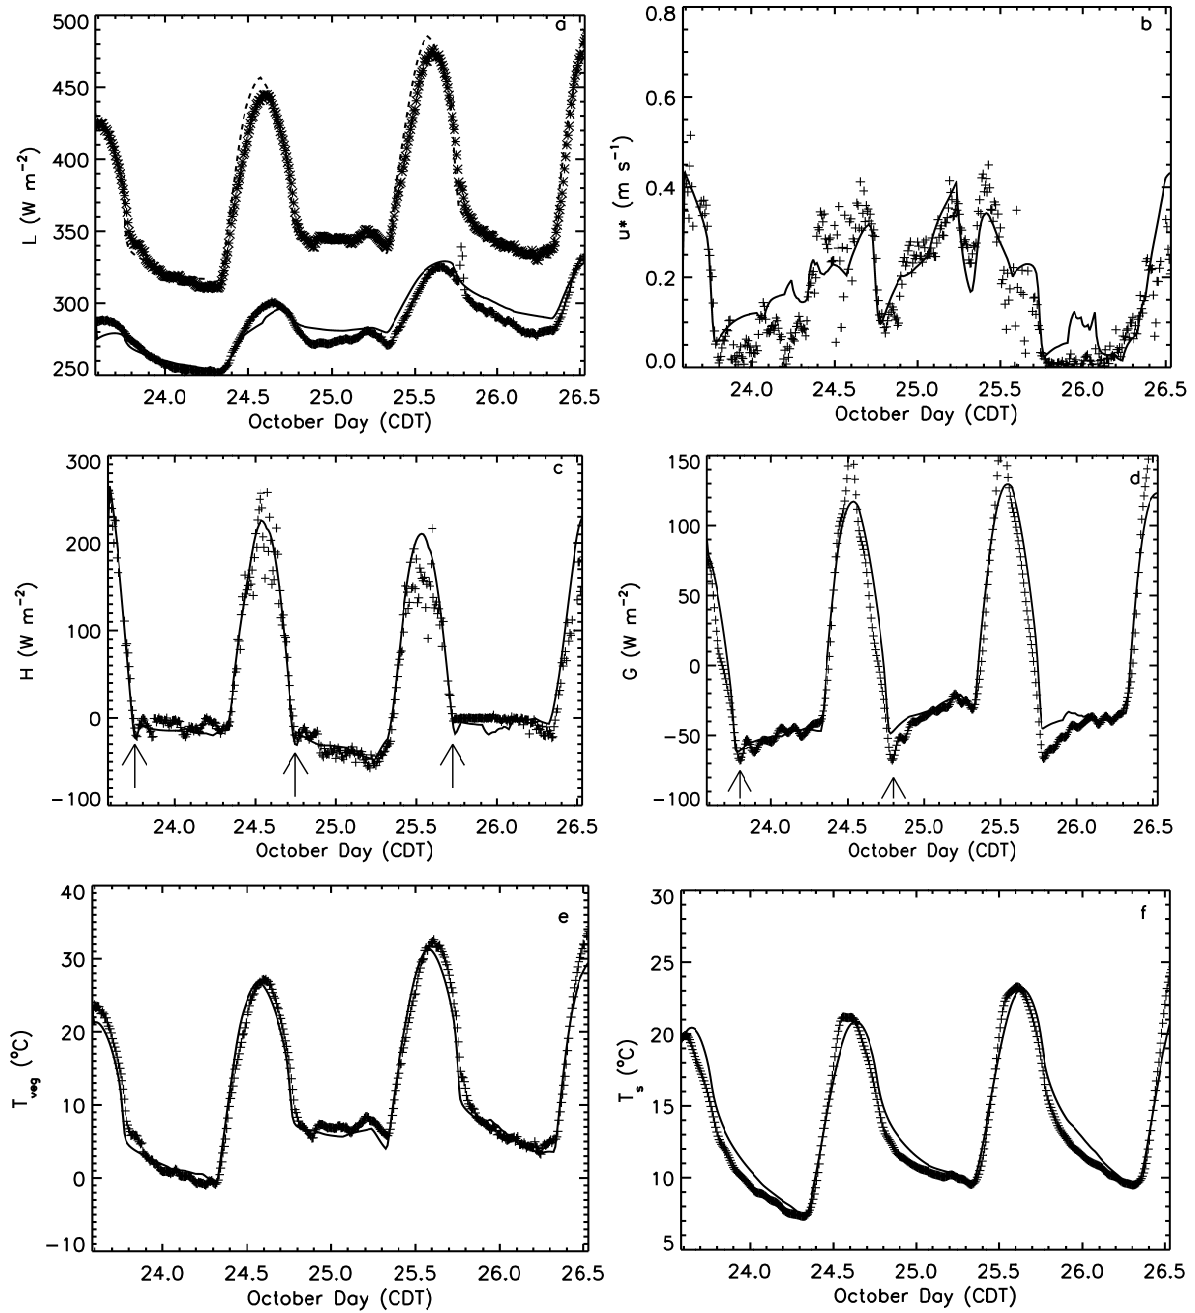 a
500
450
400
350
300
250
L (W m−2)
24.0 24.5 25.0 25.5 26.0 26.5
October Day (CDT)
b
0.8
0.6
0.4
0.2
0.0
u* (m s−1)
24.0 24.5 25.0 25.5 26.0 26.5
October Day (CDT)
c
300
200
100
0
−100
H (W m−2)
24.0 24.5 25.0 25.5 26.0 26.5
October Day (CDT)
d
150
100
50
0
−50
−100
G (W m−2)
24.0 24.5 25.0 25.5 26.0 26.5
October Day (CDT)
e
40
30
20
10
0
−10
Tveg (°C)
24.0 24.5 25.0 25.5 26.0 26.5
October Day (CDT)
f
30
25
20
15
10
5
Ts (°C)
24.0 24.5 25.0 25.5 26.0 26.5
October Day (CDT)